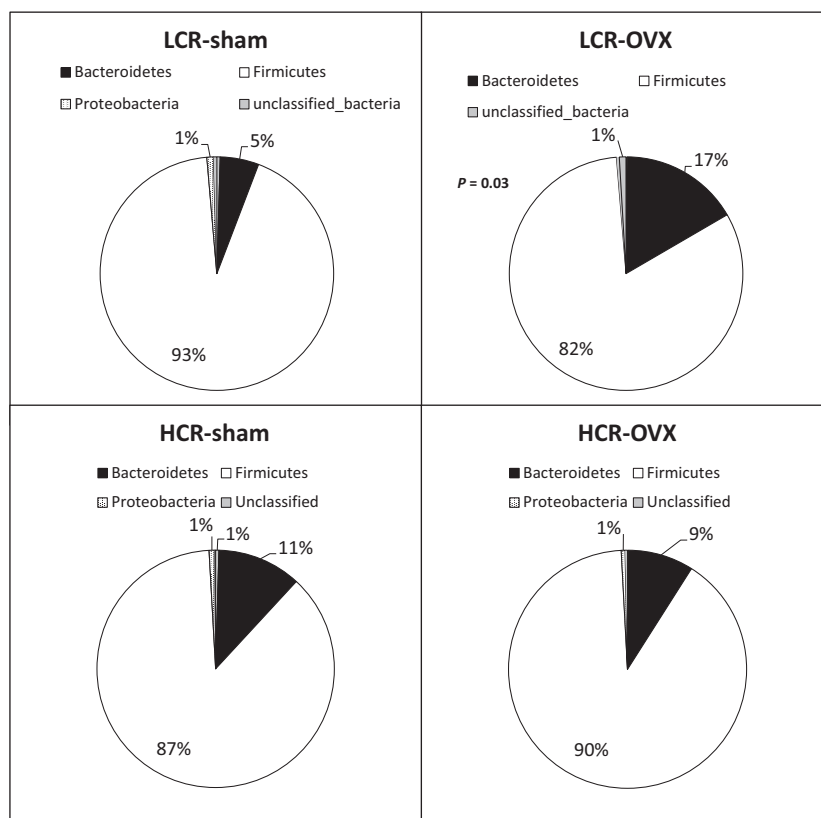 LCR-sham
Bacteroidetes Firmicutes
Proteobacteria unclassified_bacteria
1% 5%
93%
LCR-OVX
Bacteroidetes Firmicutes
unclassified_bacteria
1% 17%
P = 0.03
82%
HCR-sham
Bacteroidetes Firmicutes
Proteobacteria Unclassified
1% 1% 11%
87%
HCR-OVX
Bacteroidetes Firmicutes
Proteobacteria Unclassified
1% 9%
90%